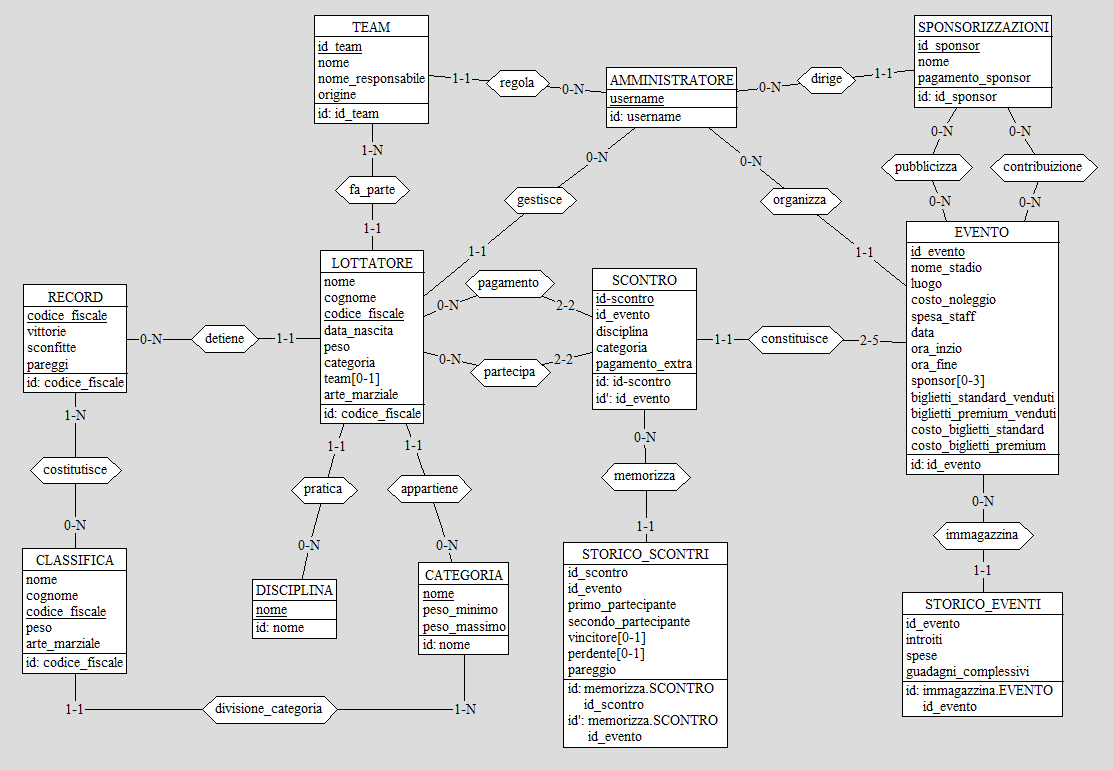 TEAM
id_team
nome
nome_responsabile
origine
id: id_team
1-1
regola
0-N
AMMINISTRATORE
username
id: username
0-N
dirige
1-1
SPONSORIZZAZIONI
id_sponsor
nome
pagamento_sponsor
id: id_sponsor
1-N
fa_parte
1-1
0-N
gestisce
1-1
0-N
organizza
1-1
0-N
pubblicizza
0-N
0-N
contribuizione
0-N
RECORD
codice_fiscale
vittorie
sconfitte
pareggi
id: codice_fiscale
0-N
detiene
1-1
LOTTATORE
nome
cognome
codice_fiscale
data_nascita
peso
categoria
team[0-1]
arte_marziale
id: codice_fiscale
0-N
pagamento
2-2
0-N
partecipa
2-2
SCONTRO
id-scontro
id_evento
disciplina
categoria
pagamento_extra
id: id-scontro
id': id_evento
1-1
constituisce
2-5
EVENTO
id_evento
nome_stadio
luogo
costo_noleggio
spesa_staff
data
ora_inzio
ora_fine
sponsor[0-3]
biglietti_standard_venduti
biglietti_premium_venduti
costo_biglietti_standard
costo_biglietti_premium
id: id_evento
1-N
costitutisce
0-N
1-1
pratica
0-N
1-1
appartiene
0-N
0-N
memorizza
1-1
0-N
immagazzina
1-1
CLASSIFICA
nome
cognome
codice_fiscale
peso
arte_marziale
id: codice_fiscale
DISCIPLINA
nome
id: nome
CATEGORIA
nome
peso_minimo
peso_massimo
id: nome
STORICO_SCONTRI
id_scontro
id_evento
primo_partecipante
secondo_partecipante
vincitore[0-1]
perdente[0-1]
pareggio
id: memorizza.SCONTRO
id_scontro
id': memorizza.SCONTRO
id_evento
STORICO_EVENTI
id_evento
introiti
spese
guadagni_complessivi
id: immagazzina.EVENTO
id_evento
1-1
divisione_categoria
1-N